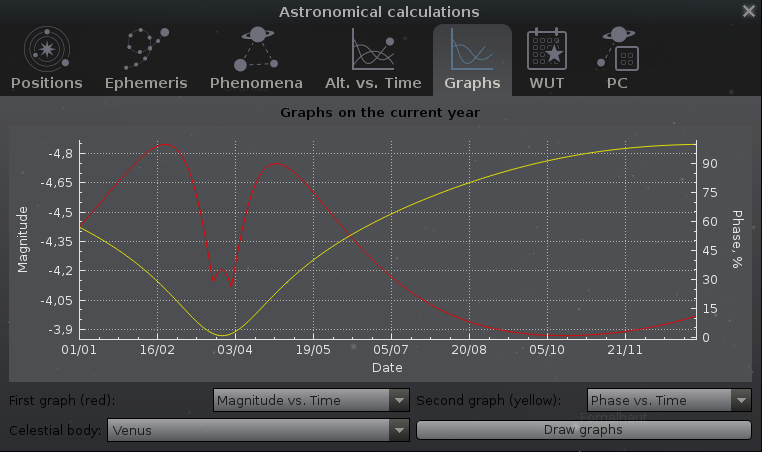 Astronomical calculations
Positions Ephemeris Phenomena Alt. vs. Time Graphs WUT PC
Graphs on the current year
Magnitude
-4,8
-4,65
-4,5
-4,35
-4,2
-4,05
-3,9
90
75
60
45
30
15
0
Phase, %
01/01 16/02 03/04 19/05 05/07 20/08 05/10 21/11
Date
First graph (red): Magnitude vs. Time Second graph (yellow): Phase vs. Time
Fomalhaut
Celestial body: Venus Draw graphs